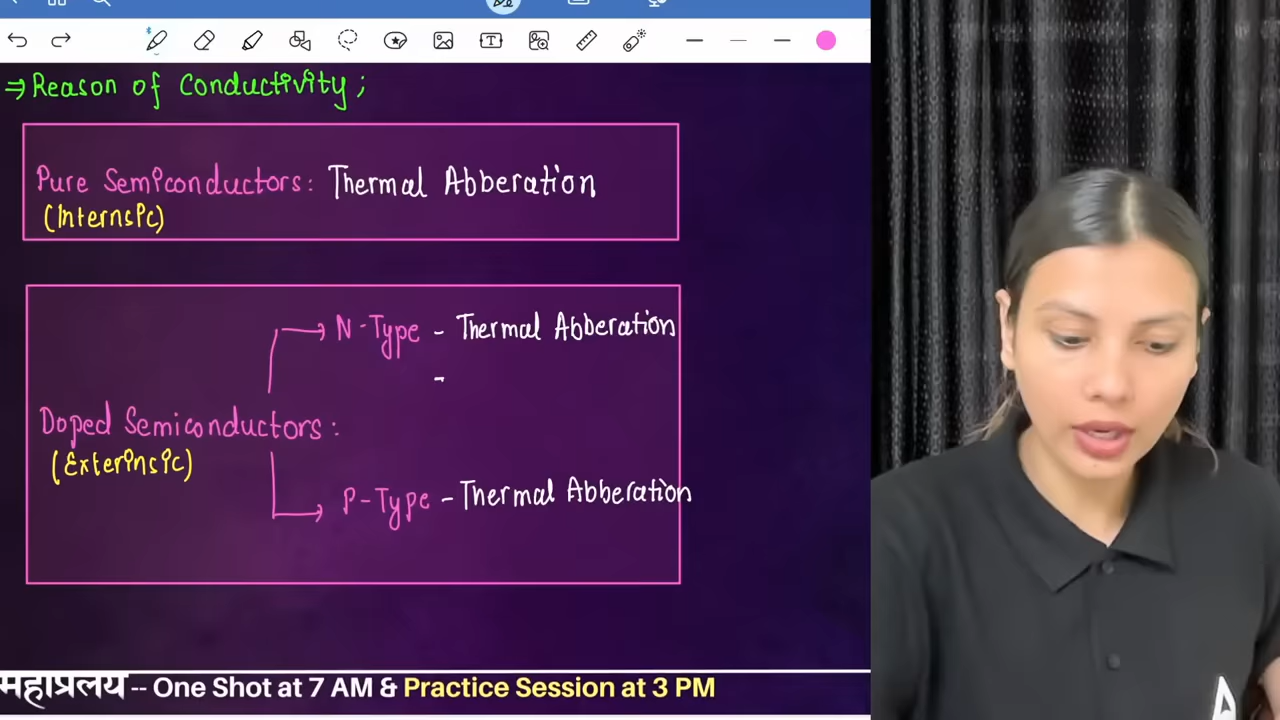 ⇒ Reason of Conductivity;
Pure Semiconductors: Thermal Abberation
(Internsic)
N-Type - Thermal Abberation
-
Doped Semiconductors:
(Exterinsic)
P-Type - Thermal Abberation
महाप्रलय -- One Shot at 7 AM & Practice Session at 3 PM